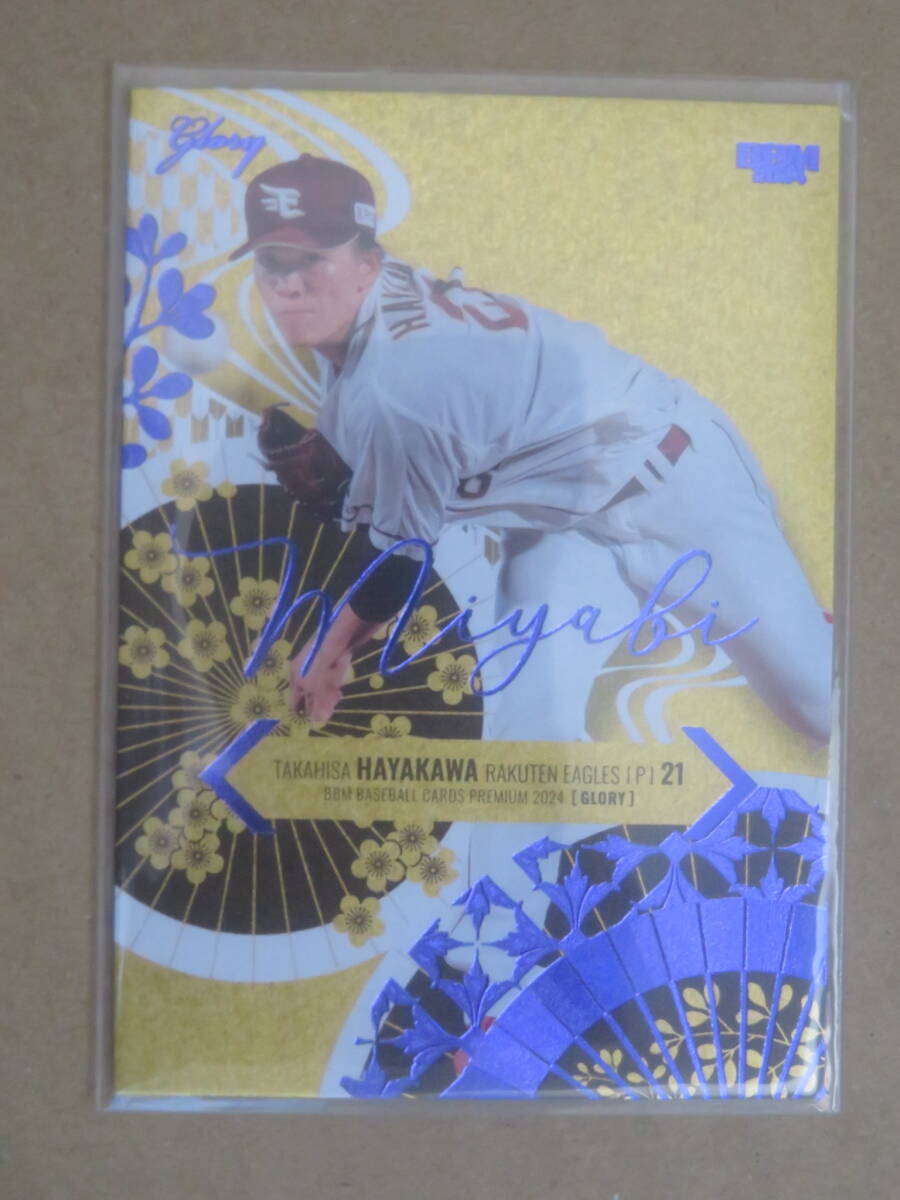 Glory
Miyabi
TAKAHISA HAYAKAWA RAKUTEN EAGLES [P] 21
BBM BASEBALL CARDS PREMIUM 2024 [GLORY]